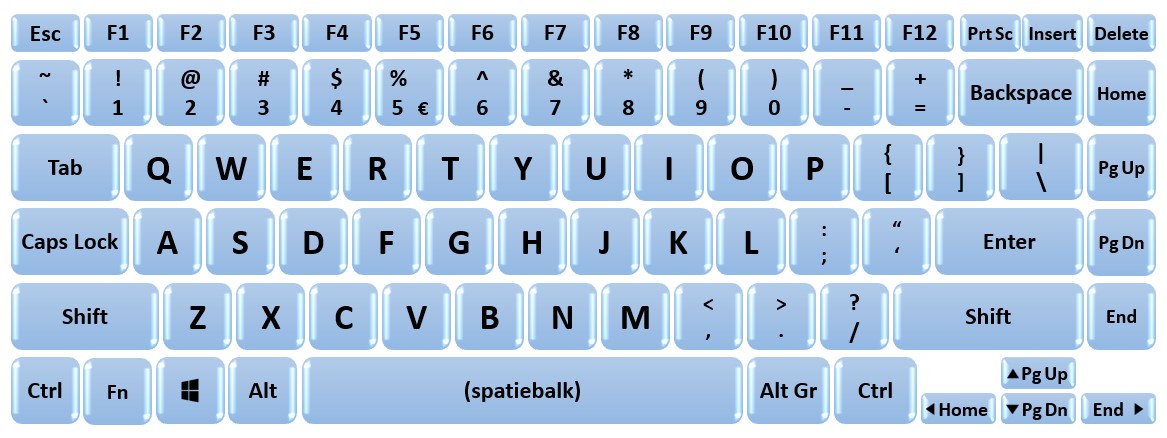 Esc F1 F2 F3 F4 F5 F6 F7 F8 F9 F10 F11 F12 Prt Sc Insert Delete
~ ! @ # $ % ^ & * ( ) _ +
` 1 2 3 4 5 € 6 7 8 9 0 - = Backspace Home
Tab Q W E R T Y U I O P { } | Pg Up
[ ] \
Caps Lock A S D F G H J K L : “ Enter Pg Dn
; ‘
Shift Z X C V B N M < > ? Shift End
, . /
Ctrl Fn Alt (spatiebalk) Alt Gr Ctrl ▲Pg Up
◄Home ▼Pg Dn End ►